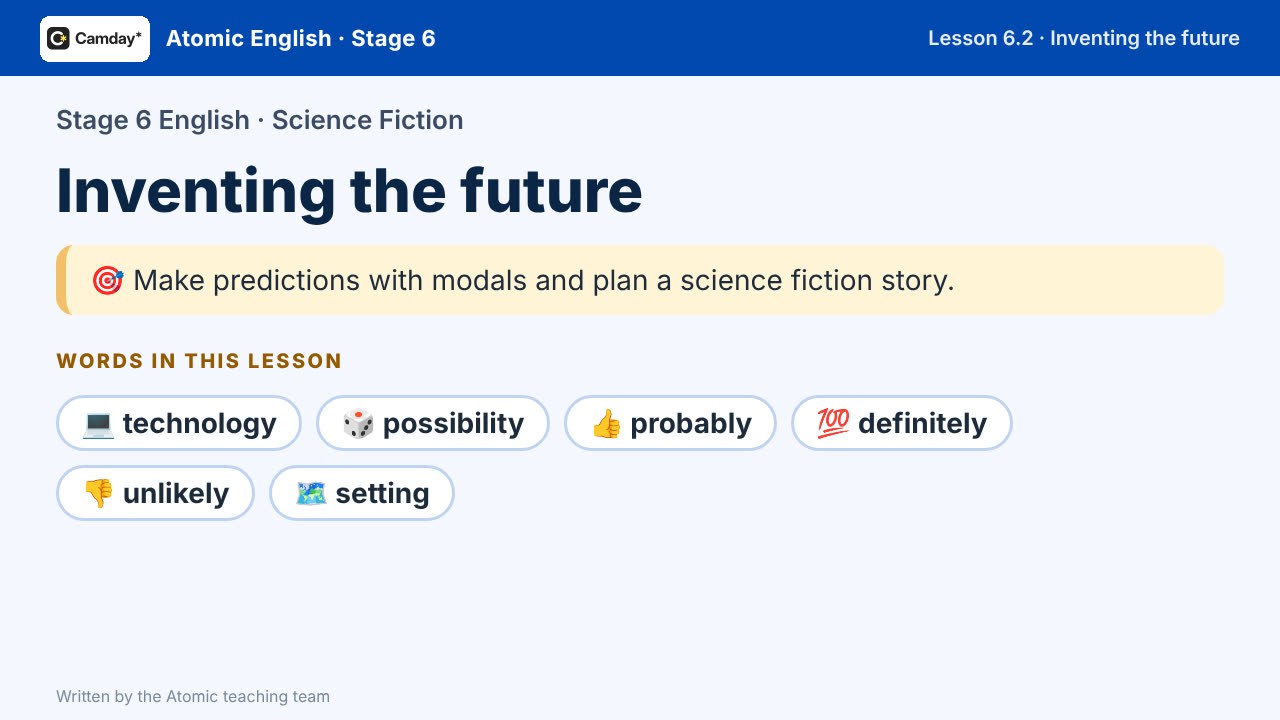 Camday*
Atomic English · Stage 6
Lesson 6.2 · Inventing the future
Stage 6 English · Science Fiction
Inventing the future
🎯 Make predictions with modals and plan a science fiction story.
WORDS IN THIS LESSON
💻 technology 🎲 possibility 👍 probably 💯 definitely
👎 unlikely 🗺️ setting
Written by the Atomic teaching team